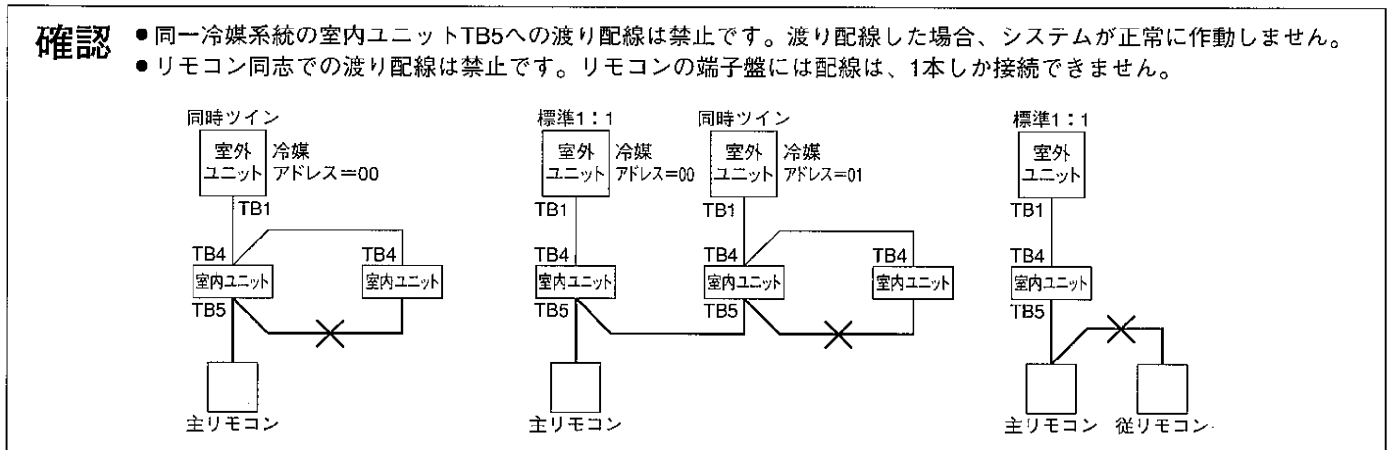 確認
●同一冷媒系統の室内ユニットTB5への渡り配線は禁止です。渡り配線した場合、システムが正常に作動しません。
●リモコン同志での渡り配線は禁止です。リモコンの端子盤には配線は、1本しか接続できません。
同時ツイン
室外
ユニット
冷媒
アドレス=00
TB1
TB4
TB4
室内ユニット
室内ユニット
TB5
主リモコン
標準1:1
同時ツイン
室外
ユニット
冷媒
アドレス=00
室外
ユニット
冷媒
アドレス=01
TB1
TB1
TB4
TB4
TB4
室内ユニット
室内ユニット
室内ユニット
TB5
TB5
主リモコン
標準1:1
室外
ユニット
TB1
TB4
室内ユニット
TB5
主リモコン
従リモコン